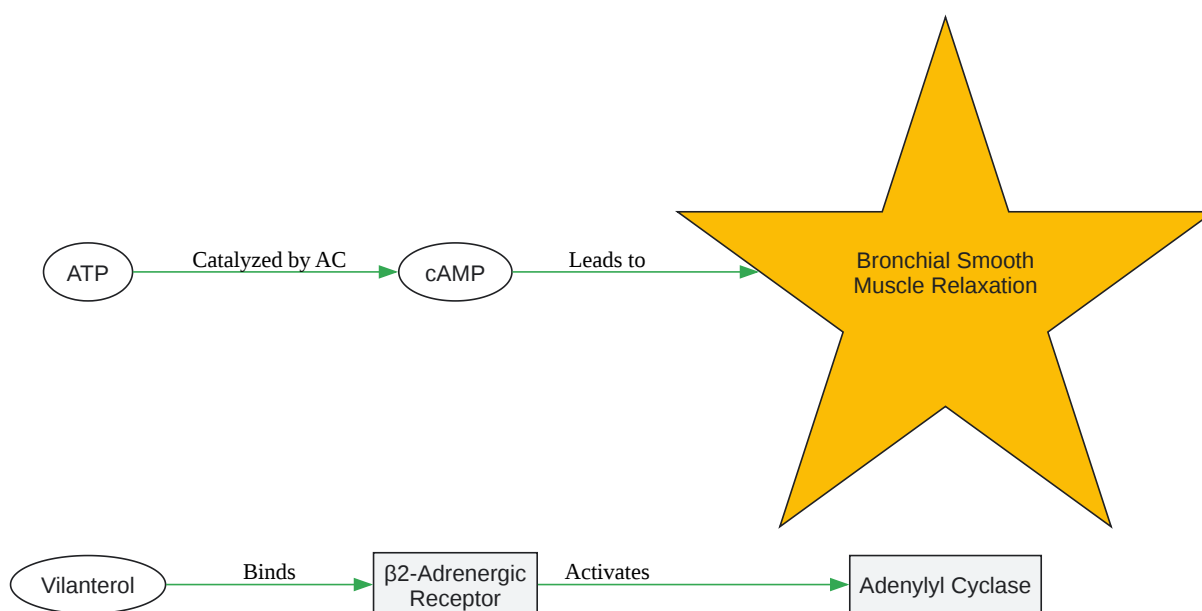 ATP
Catalyzed by AC
cAMP
Leads to
Bronchial Smooth
Muscle Relaxation
Vilanterol
Binds
β2-Adrenergic
Receptor
Activates
Adenylyl Cyclase